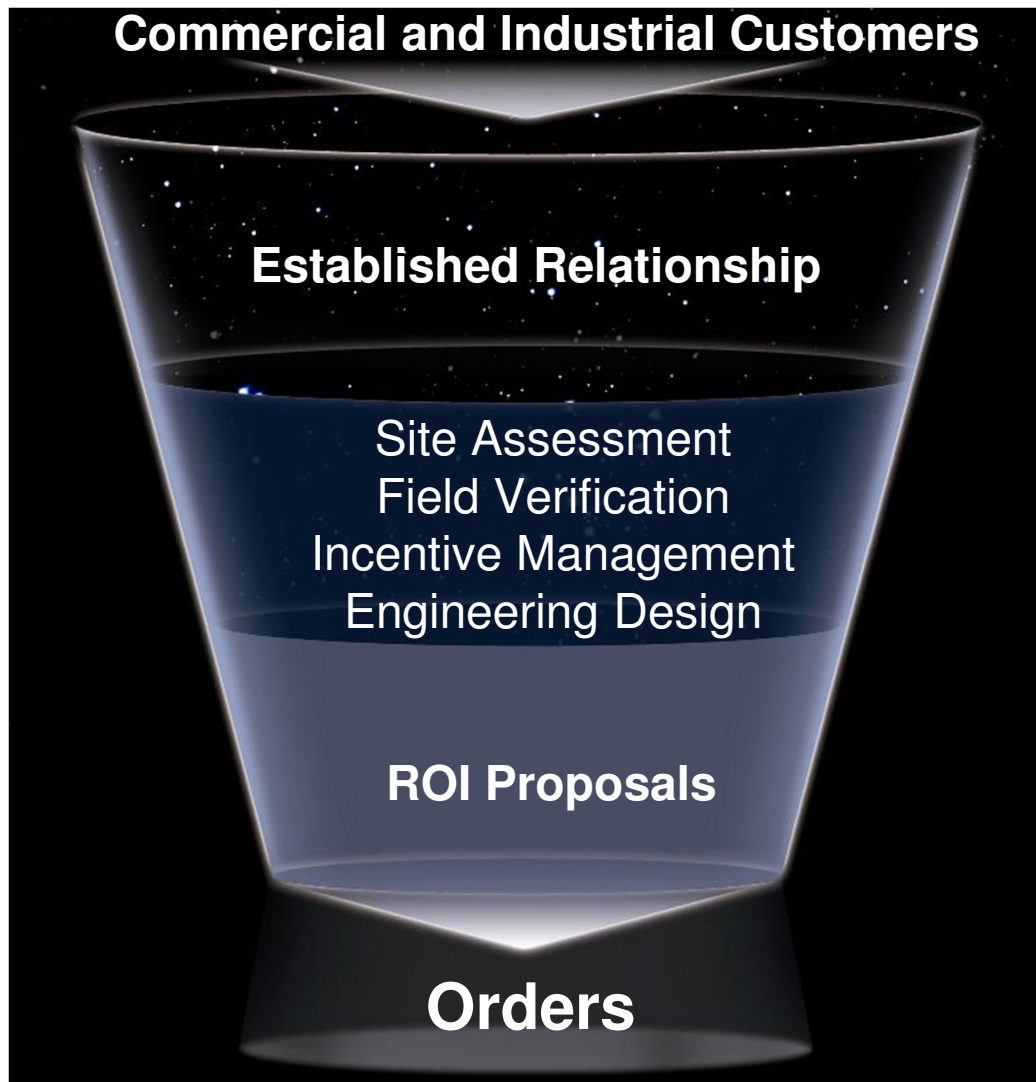 Commercial and Industrial Customers
Established Relationship
Site Assessment
Field Verification
Incentive Management
Engineering Design
ROI Proposals
Orders